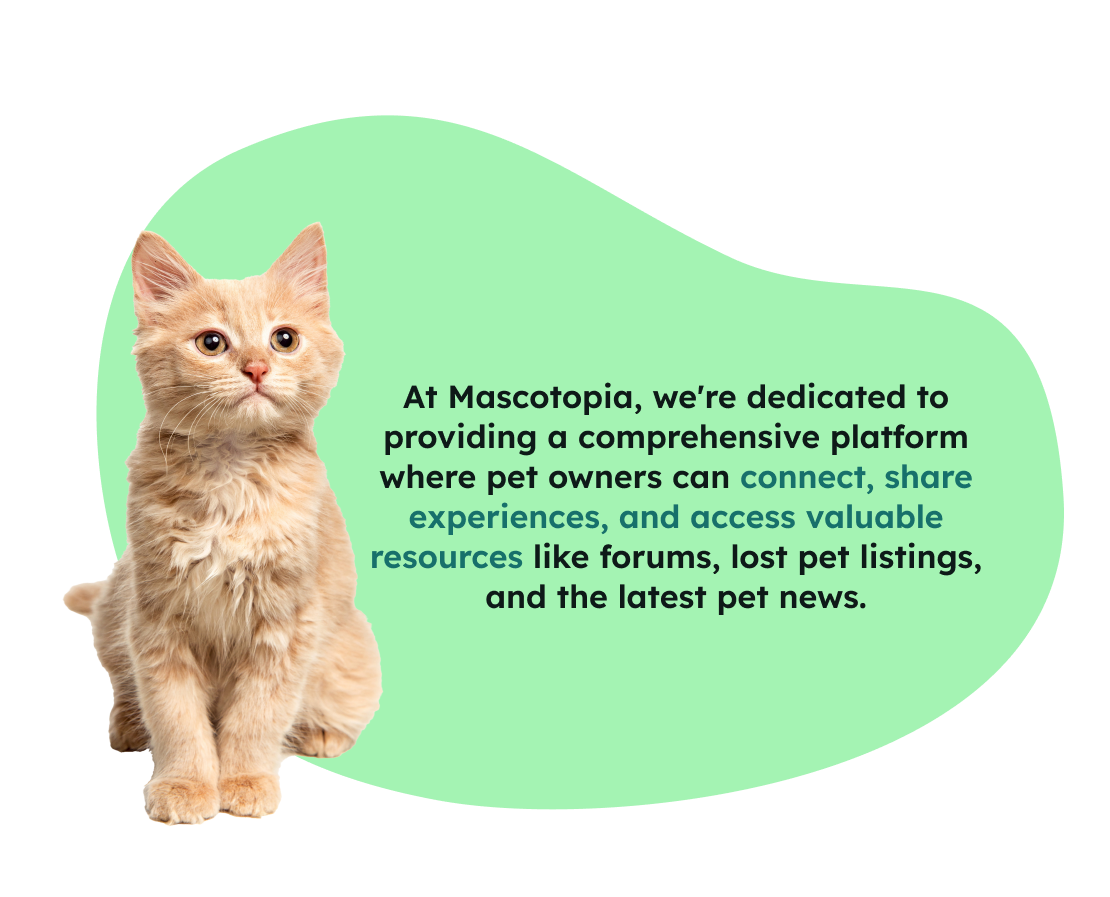 At Mascotopia, we're dedicated to
providing a comprehensive platform
where pet owners can connect, share
experiences, and access valuable
resources like forums, lost pet listings,
and the latest pet news.